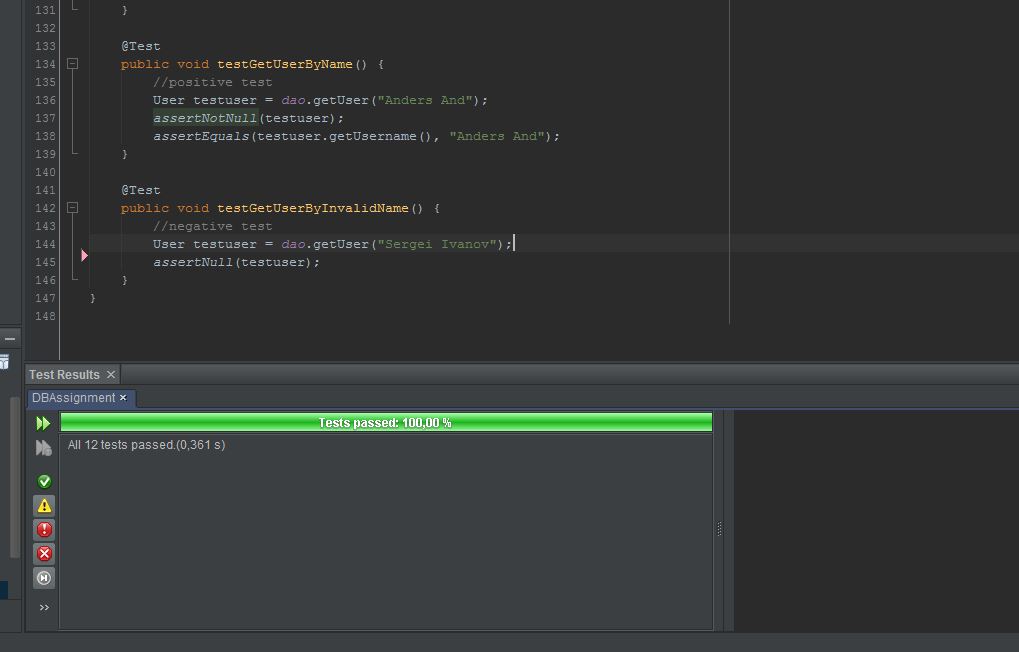 131 }
132
133 @Test
134 public void testGetUserByName() {
135 //positive test
136 User testuser = dao.getUser("Anders And");
137 assertNotNull(testuser);
138 assertEquals(testuser.getUsername(), "Anders And");
139 }
140
141 @Test
142 public void testGetUserByInvalidName() {
143 //negative test
144 User testuser = dao.getUser("Sergei Ivanov");
145 assertNull(testuser);
146 }
147 }
148
Test Results
DBAssignment
Tests passed: 100,00 %
All 12 tests passed.(0,361 s)